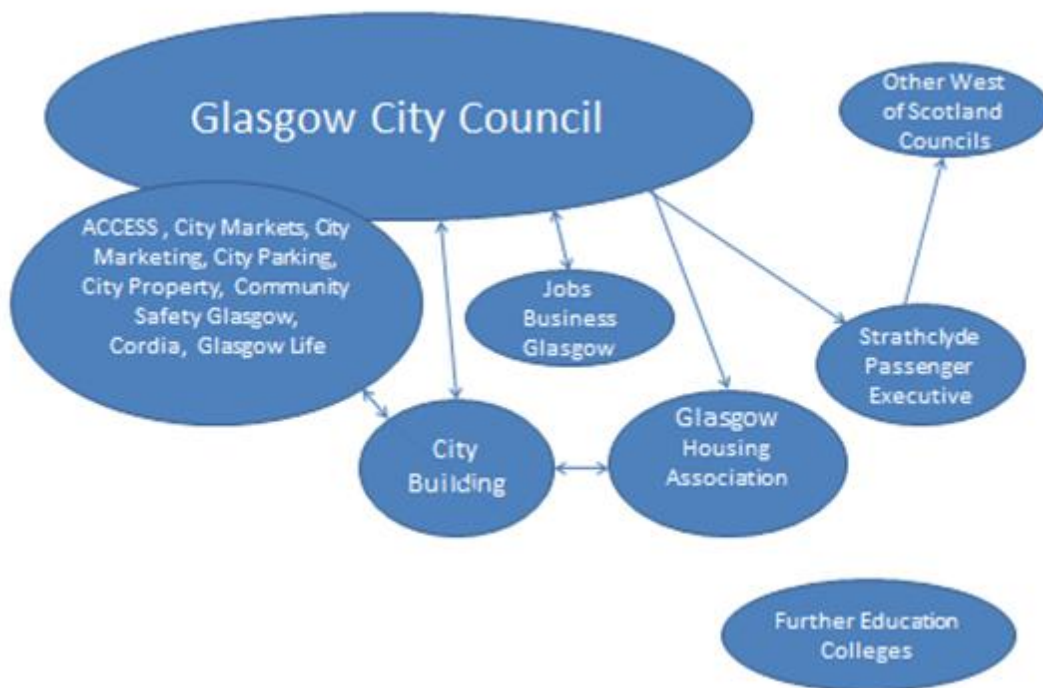 Glasgow City Council
Other West
of Scotland
Councils
ACCESS , City Markets, City
Marketing, City Parking,
City Property, Community
Safety Glasgow,
Cordia, Glasgow Life
Jobs
Business
Glasgow
Strathclyde
Passenger
Executive
City
Building
Glasgow
Housing
Association
Further Education
Colleges